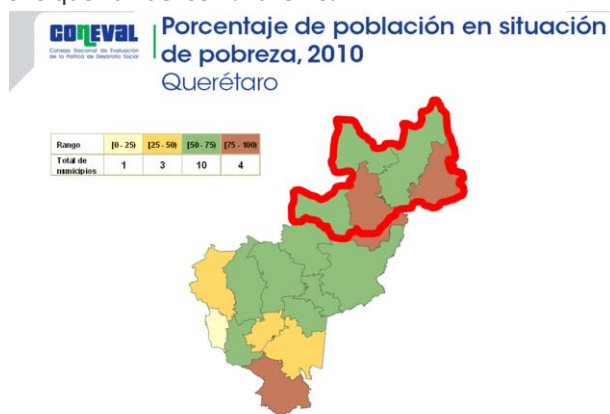 CONEVAL
Consejo Nacional de Evaluación
de la Política de Desarrollo Social
Porcentaje de población en situación
de pobreza, 2010
Querétaro
Rango [0 - 25) [25 - 50) [50 - 75) [75 - 100)
Total de municipios 1 3 10 4